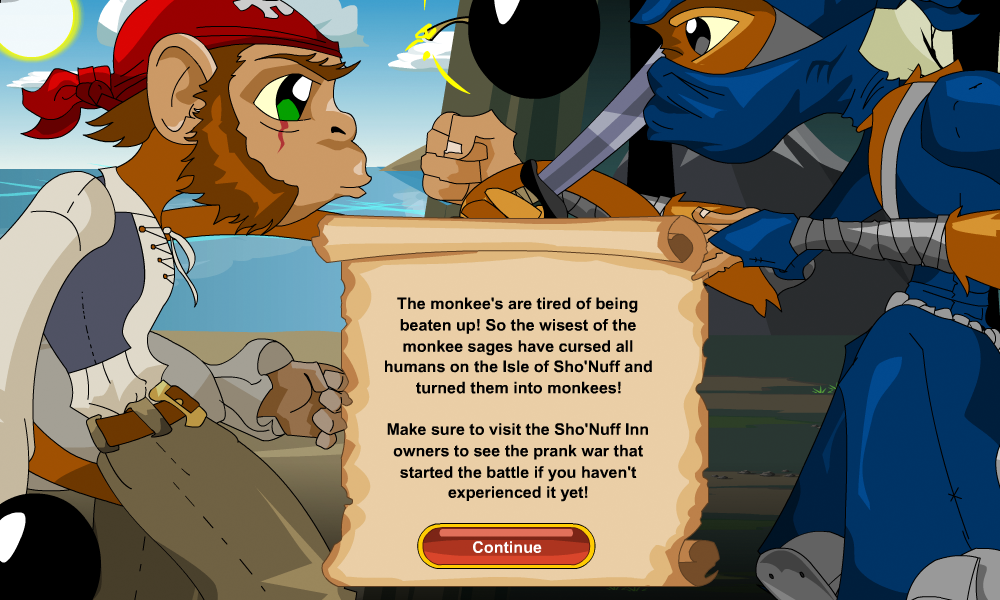 The monkee's are tired of being
beaten up! So the wisest of the
monkee sages have cursed all
humans on the Isle of Sho'Nuff and
turned them into monkees!
Make sure to visit the Sho'Nuff Inn
owners to see the prank war that
started the battle if you haven't
experienced it yet!
Continue